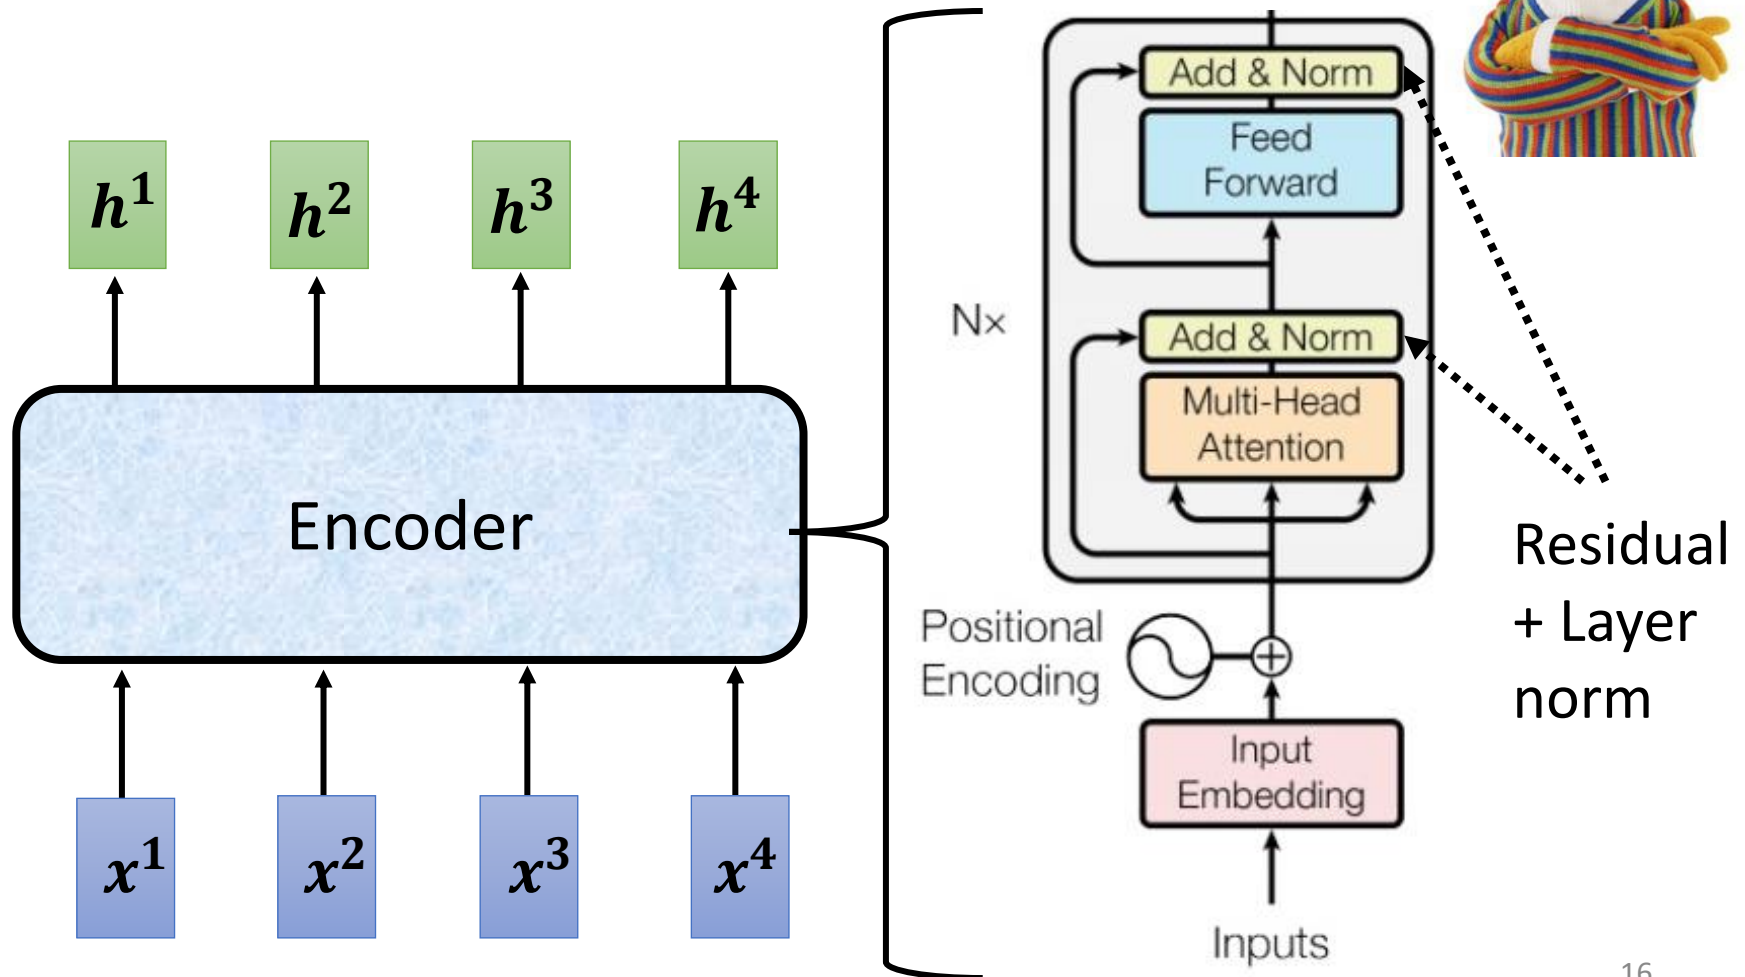 h¹ h² h³ h⁴
Encoder
x¹ x² x³ x⁴
Add & Norm
Feed
Forward
N×
Add & Norm
Multi-Head
Attention
Positional
Encoding
Input
Embedding
Inputs
Residual
+ Layer
norm
16